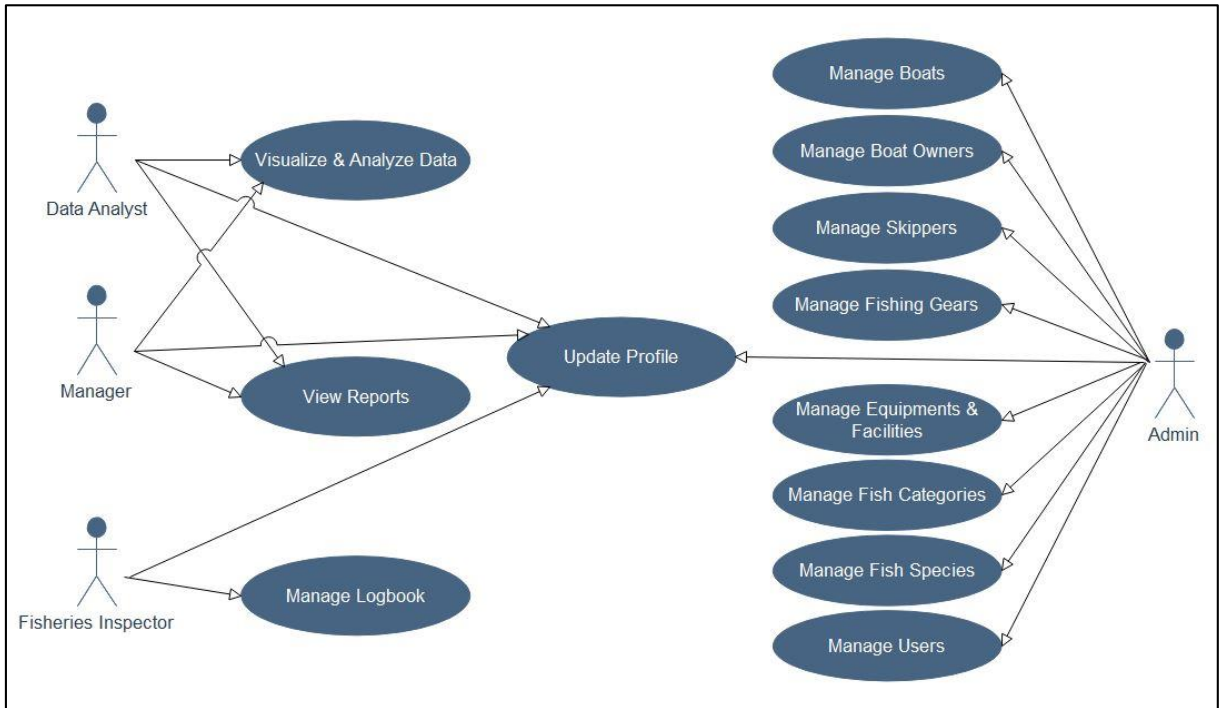 Manage Boats
Visualize & Analyze Data
Manage Boat Owners
Data Analyst
Manage Skippers
Manage Fishing Gears
Update Profile
Manager
View Reports
Manage Equipments &
Facilities
Admin
Manage Fish Categories
Manage Fish Species
Manage Logbook
Fisheries Inspector
Manage Users